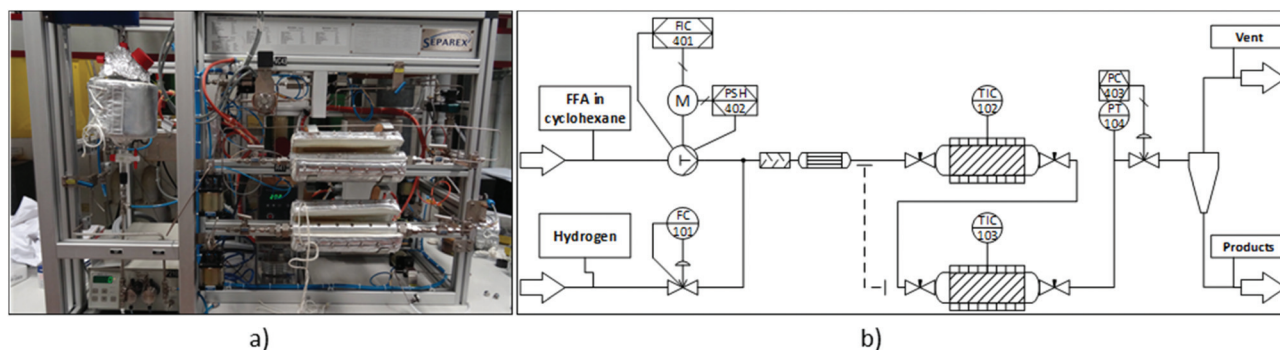 SEPAREX
FIC
401
M
PSH
402
FFA in
cyclohexane
Hydrogen
FC
101
TIC
102
TIC
103
PC
403
PT
104
Vent
Products
a)
b)